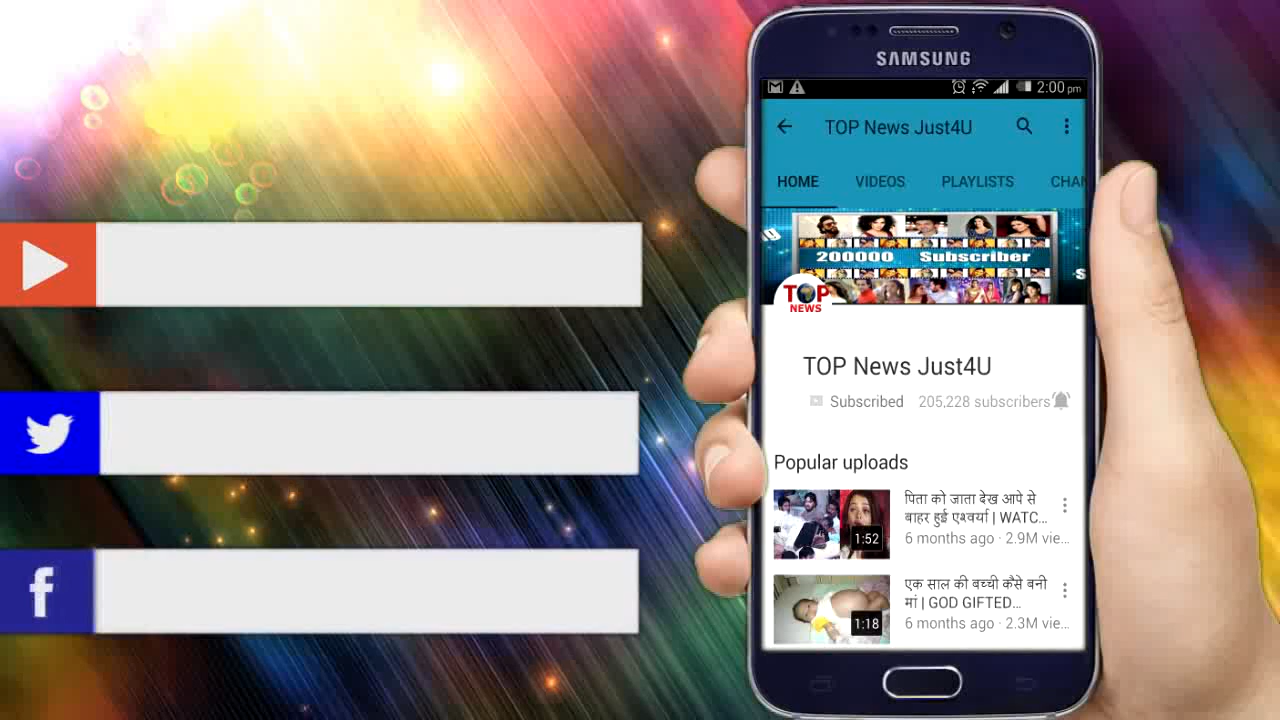 SAMSUNG
2:00 pm
TOP News Just4U
HOME VIDEOS PLAYLISTS CHAN
200000 Subscriber
TOP
NEWS
TOP News Just4U
Subscribed 205,228 subscribers
Popular uploads
पिता को जाता देख आपे से
बाहर हुई एश्वर्या | WATC...
1:52
6 months ago · 2.9M vie...
एक साल की बच्ची कैसे बनी
मां | GOD GIFTED...
1:18
6 months ago · 2.3M vie...